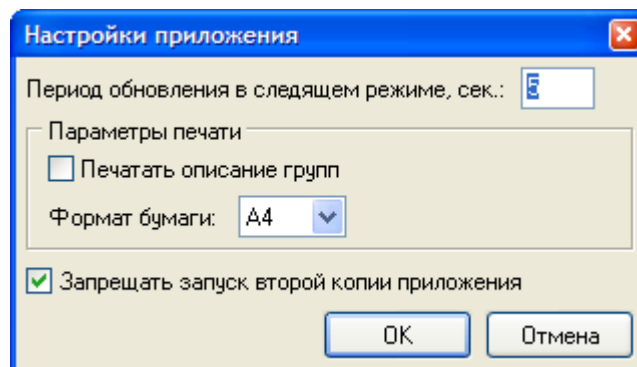 Настройки приложения
Период обновления в следящем режиме, сек.: 5
Параметры печати
Печатать описание групп
Формат бумаги: A4
Запрещать запуск второй копии приложения
OK Отмена